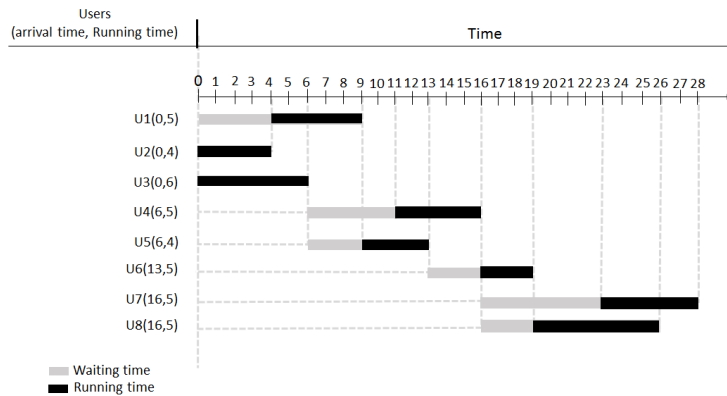 Users
(arrival time, Running time)
Time
0 1 2 3 4 5 6 7 8 9 10 11 12 13 14 15 16 17 18 19 20 21 22 23 24 25 26 27 28
U1(0,5)
U2(0,4)
U3(0,6)
U4(6,5)
U5(6,4)
U6(13,5)
U7(16,5)
U8(16,5)
Waiting time
Running time